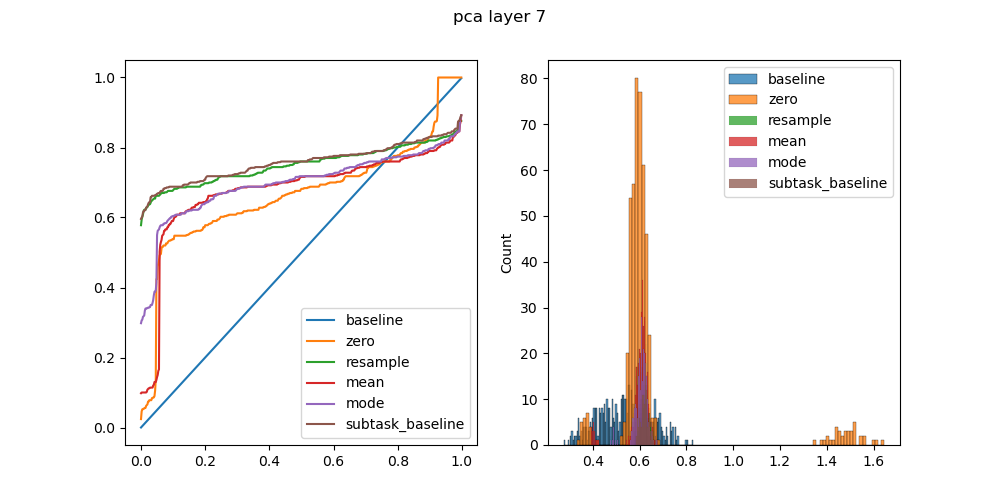 pca layer 7
1.0
0.8
0.6
0.4
0.2
0.0
0.0 0.2 0.4 0.6 0.8 1.0
baseline
zero
resample
mean
mode
subtask_baseline
Count
80
70
60
50
40
30
20
10
0
0.4 0.6 0.8 1.0 1.2 1.4 1.6
baseline
zero
resample
mean
mode
subtask_baseline